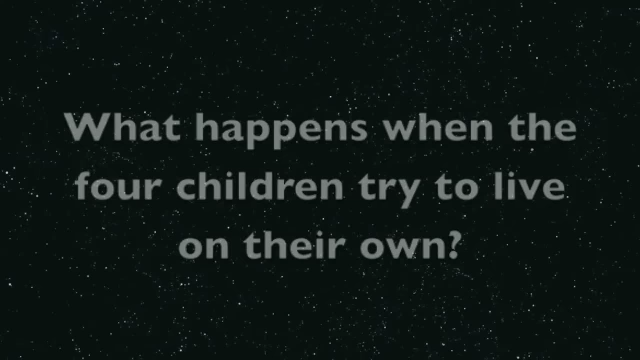 What happens when the
four children try to live
on their own?